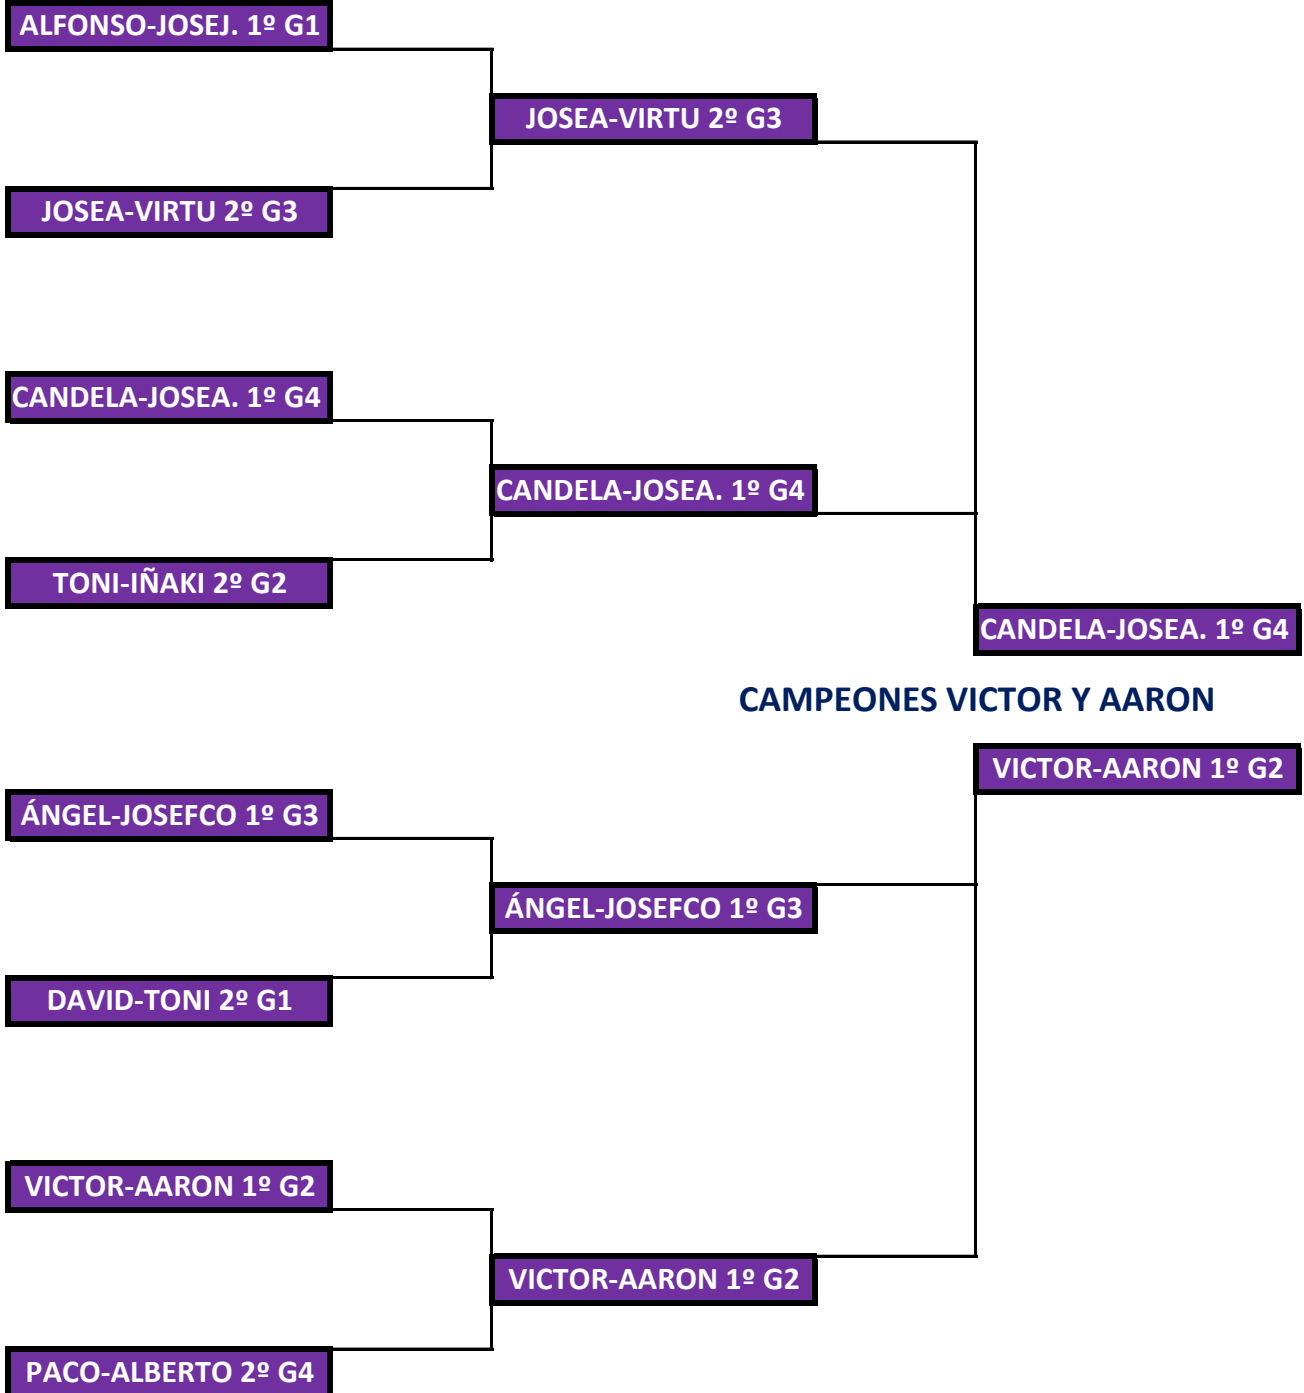 ALFONSO-JOSEJ. 1º G1
JOSEA-VIRTU 2º G3
JOSEA-VIRTU 2º G3
CANDELA-JOSEA. 1º G4
CANDELA-JOSEA. 1º G4
TONI-IÑAKI 2º G2
CANDELA-JOSEA. 1º G4
CAMPEONES VICTOR Y AARON
VICTOR-AARON 1º G2
ÁNGEL-JOSEFCO 1º G3
ÁNGEL-JOSEFCO 1º G3
DAVID-TONI 2º G1
VICTOR-AARON 1º G2
VICTOR-AARON 1º G2
PACO-ALBERTO 2º G4